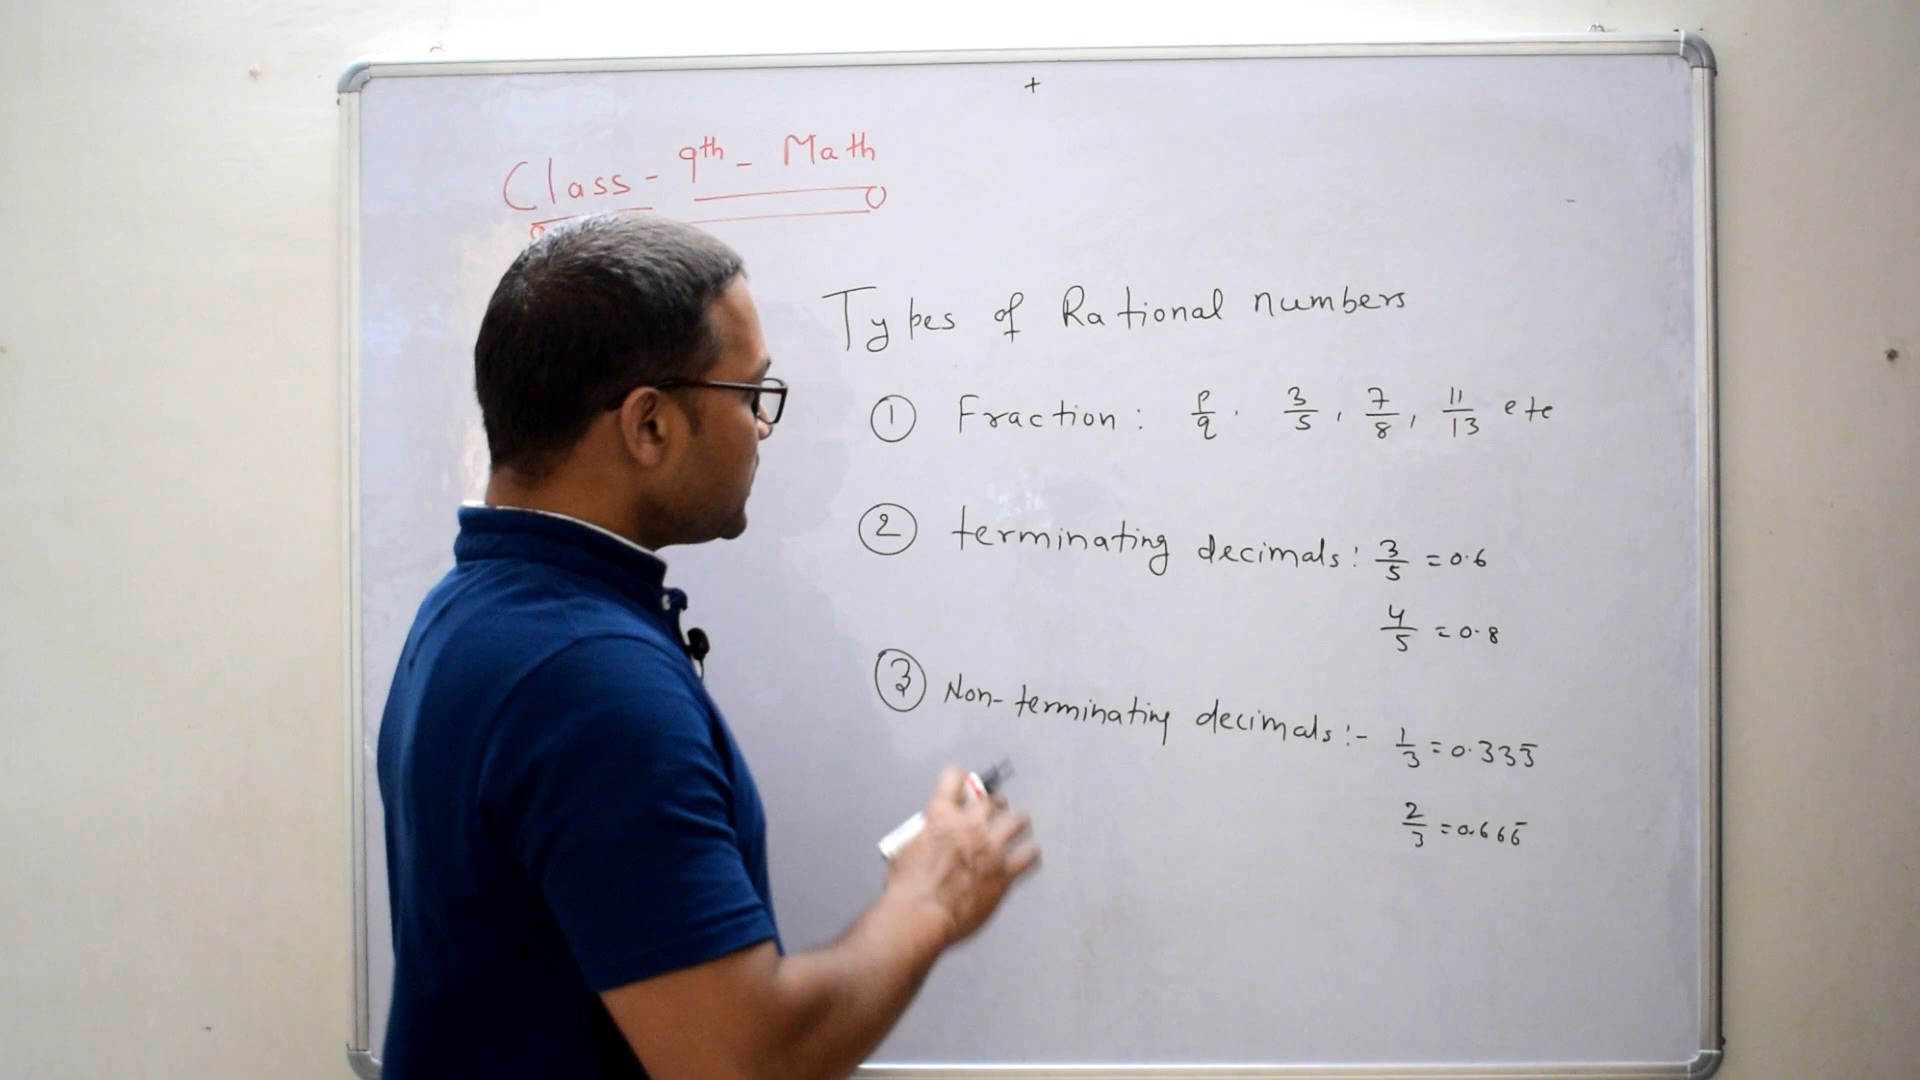 Class - 9th - Math
Types of Rational numbers
① Fraction : p/q . 3/5 , 7/8 , 11/13 etc
② terminating decimals : 3/5 = 0.6
4/5 = 0.8
③ Non-terminating decimals :- 1/3 = 0.333̄
2/3 = 0.666̄